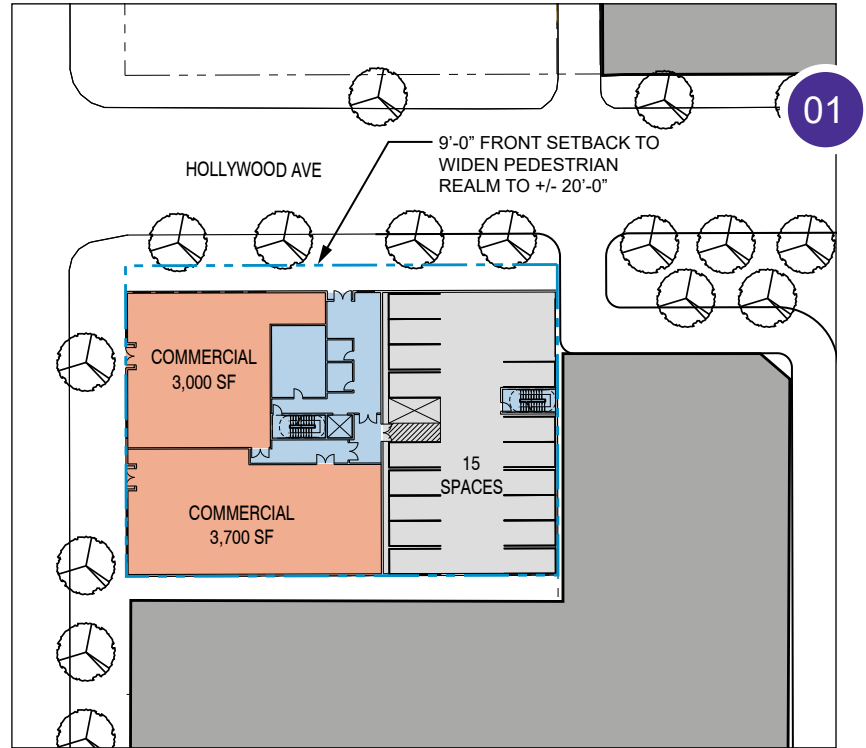 01
9’-0” FRONT SETBACK TO
WIDEN PEDESTRIAN
REALM TO +/- 20’-0”
HOLLYWOOD AVE
COMMERCIAL
3,000 SF
15
SPACES
COMMERCIAL
3,700 SF